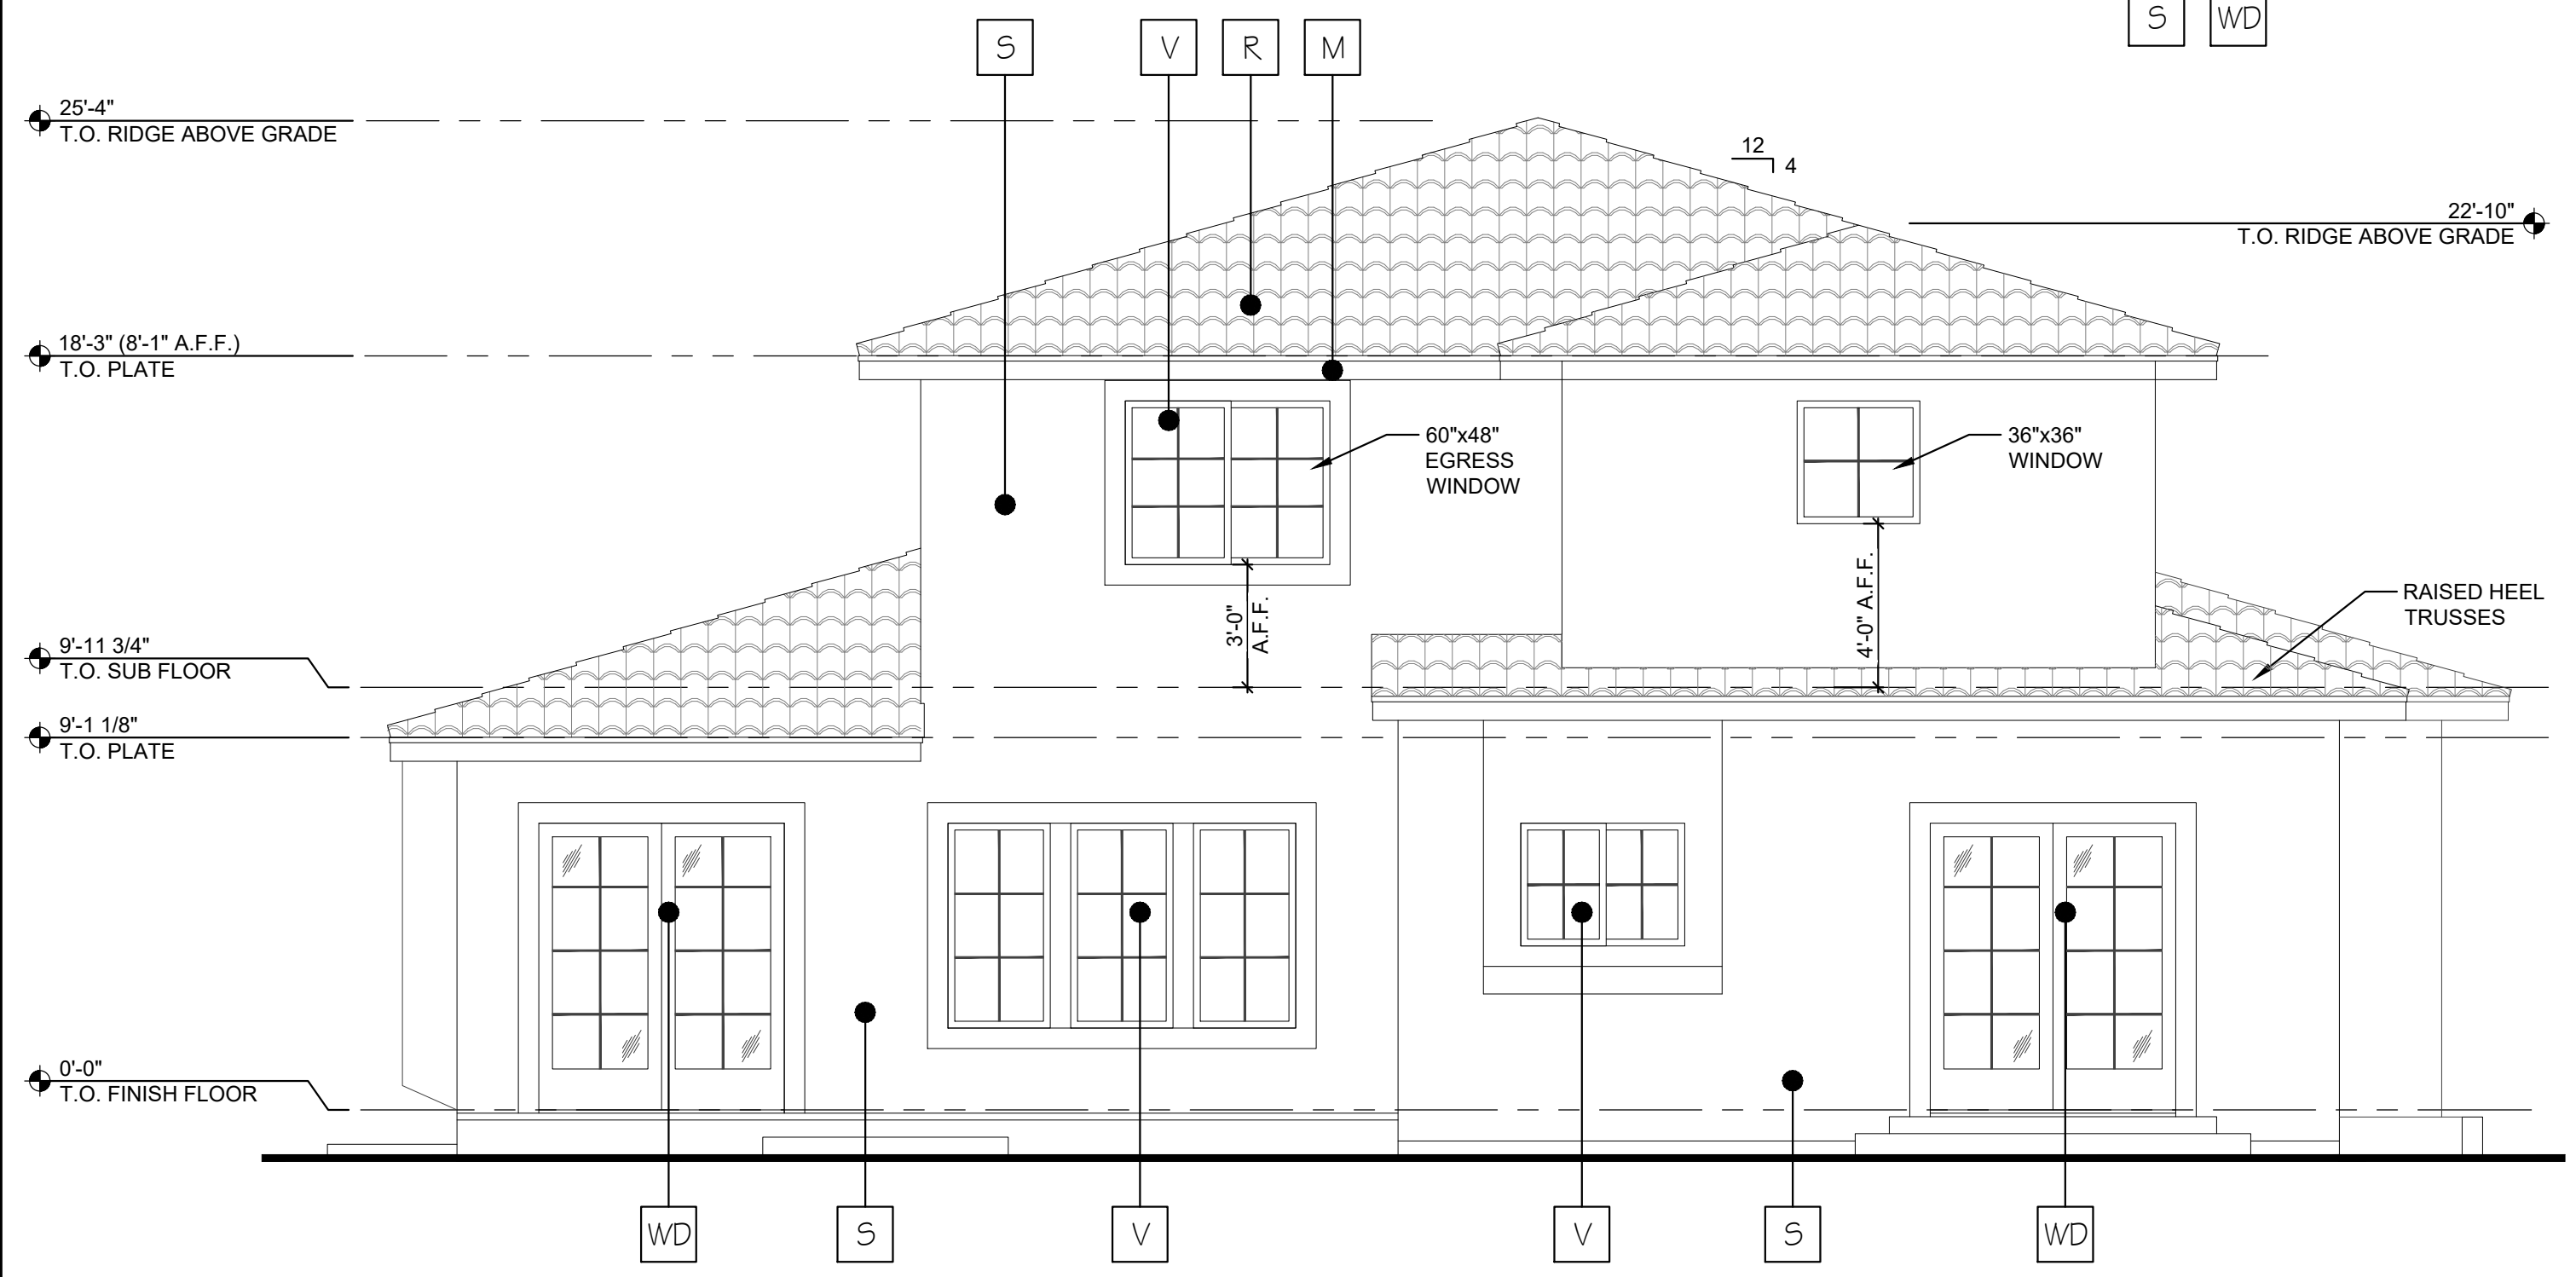 S WD
S V R M
25'-4"
T.O. RIDGE ABOVE GRADE
12
4
22'-10"
T.O. RIDGE ABOVE GRADE
18'-3" (8'-1" A.F.F.)
T.O. PLATE
60"x48"
EGRESS
WINDOW
36"x36"
WINDOW
3'-0"
A.F.F.
4'-0" A.F.F.
RAISED HEEL
TRUSSES
9'-11 3/4"
T.O. SUB FLOOR
9'-1 1/8"
T.O. PLATE
0'-0"
T.O. FINISH FLOOR
WD S V V S WD